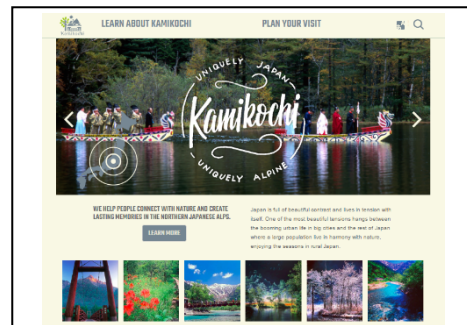 LEARN ABOUT KAMIKOCHI
PLAN YOUR VISIT
UNIQUELY JAPAN
Kamikochi
UNIQUELY ALPINE
WE HELP PEOPLE CONNECT WITH NATURE AND CREATE
LASTING MEMORIES IN THE NORTHERN JAPANESE ALPS.
LEARN MORE
Japan is full of beautiful contrast and lives in tension with
itself. One of the most beautiful tensions hangs between
the booming urban life in big cities and the rest of Japan
where a large population live in harmony with nature,
enjoying the seasons in rural Japan.